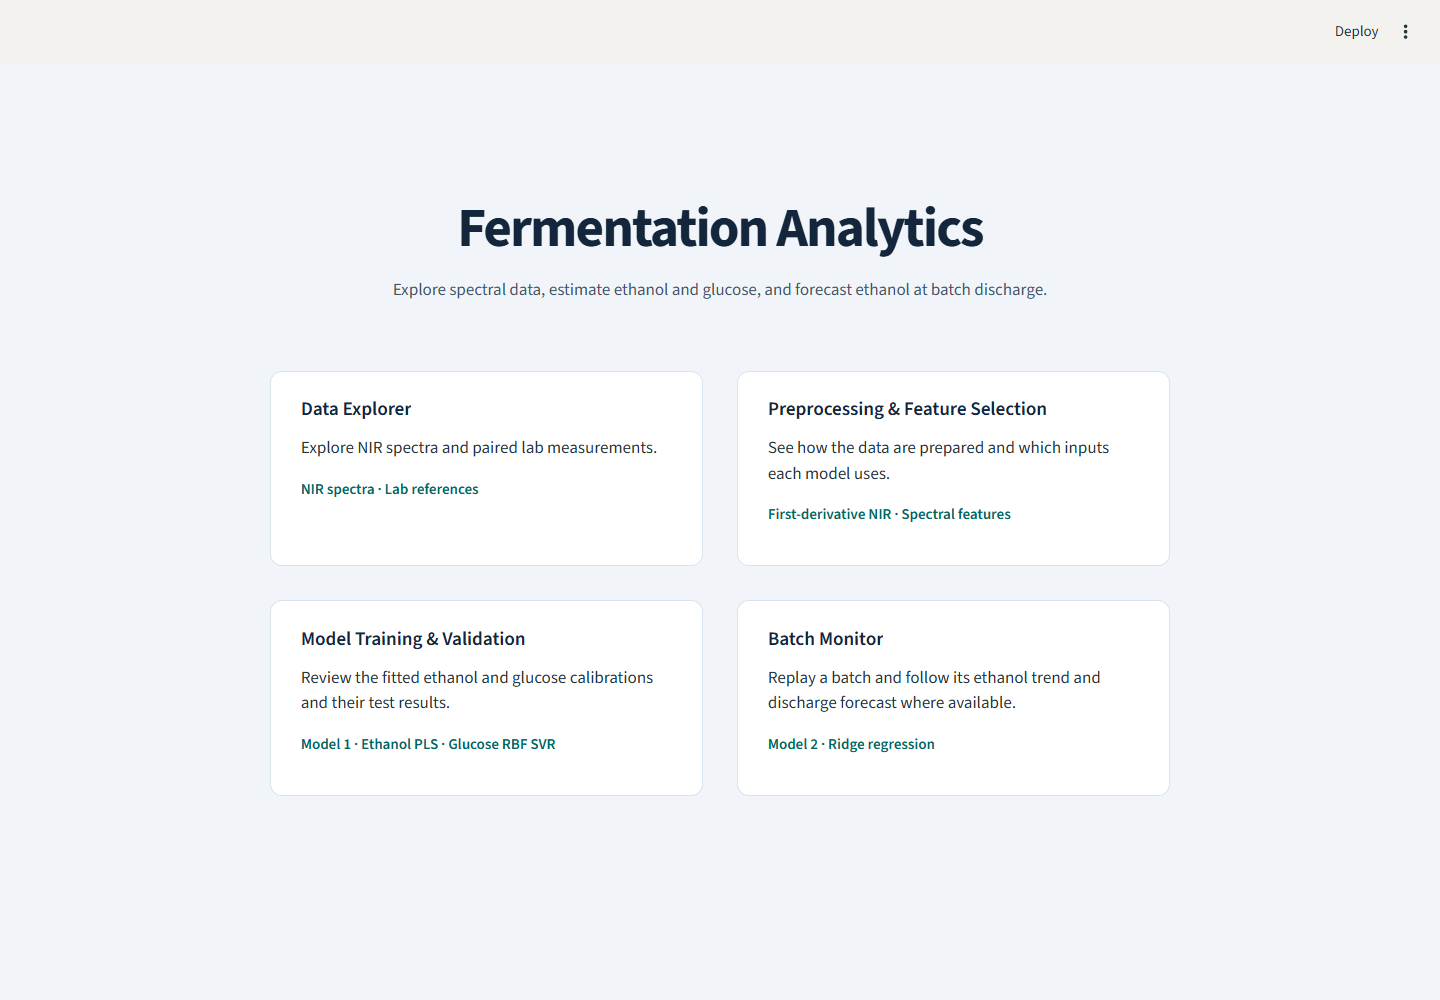 Deploy
Fermentation Analytics
Explore spectral data, estimate ethanol and glucose, and forecast ethanol at batch discharge.
Data Explorer
Explore NIR spectra and paired lab measurements.
NIR spectra · Lab references
Preprocessing & Feature Selection
See how the data are prepared and which inputs
each model uses.
First-derivative NIR · Spectral features
Model Training & Validation
Review the fitted ethanol and glucose calibrations
and their test results.
Model 1 · Ethanol PLS · Glucose RBF SVR
Batch Monitor
Replay a batch and follow its ethanol trend and
discharge forecast where available.
Model 2 · Ridge regression